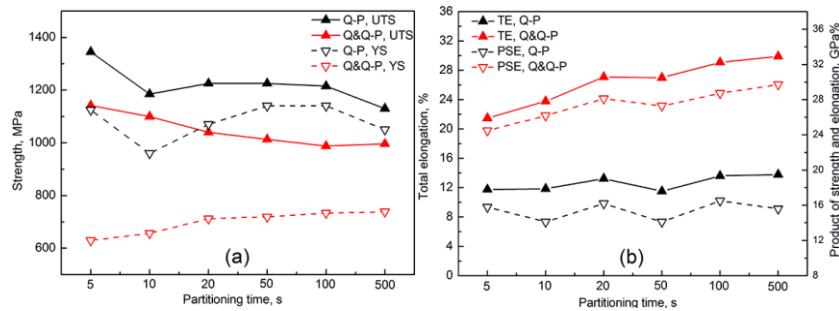 Q-P, UTS
Q&Q-P, UTS
Q-P, YS
Q&Q-P, YS
1400
1200
1000
800
600
Strength, MPa
5 10 20 50 100 500
Partitioning time, s
(a)
TE, Q-P
TE, Q&Q-P
PSE, Q-P
PSE, Q&Q-P
36
32
28
24
20
16
12
8
4
0
Total elongation, %
36
32
28
24
20
16
12
8
Product of strength and elongation, GPa%
5 10 20 50 100 500
Partitioning time, s
(b)